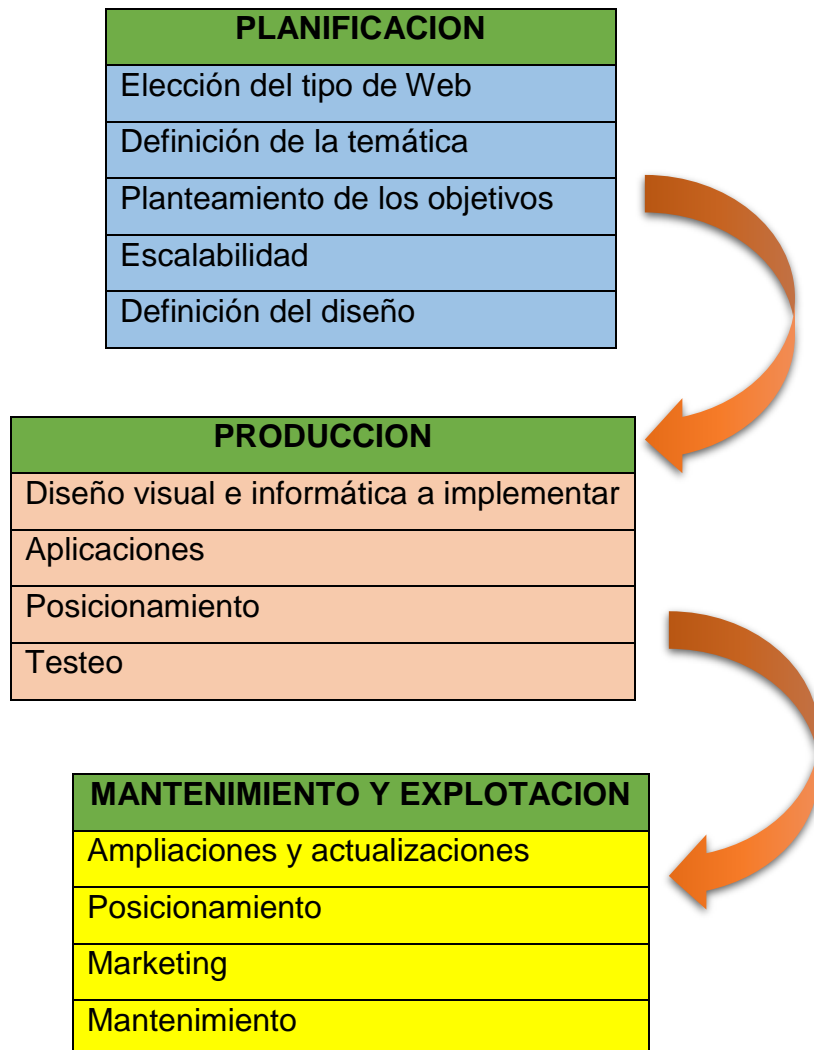 PLANIFICACION
Elección del tipo de Web
Definición de la temática
Planteamiento de los objetivos
Escalabilidad
Definición del diseño
PRODUCCION
Diseño visual e informática a implementar
Aplicaciones
Posicionamiento
Testeo
MANTENIMIENTO Y EXPLOTACION
Ampliaciones y actualizaciones
Posicionamiento
Marketing
Mantenimiento